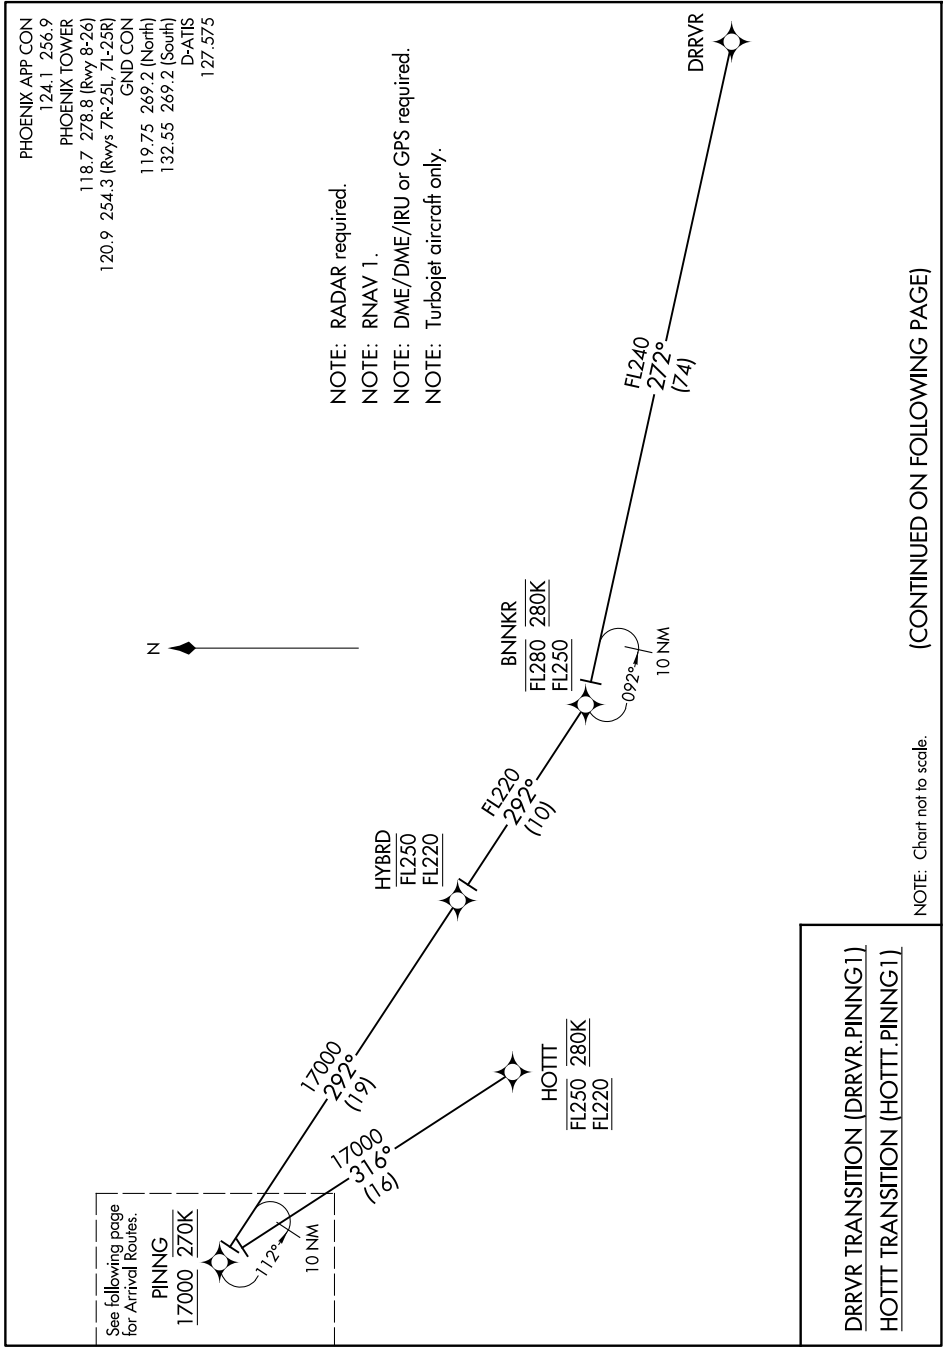 PHOENIX APP CON
124.1 256.9
PHOENIX TOWER
118.7 278.8 (Rwy 8-26)
120.9 254.3 (Rwys 7R-25L, 7L-25R)
GND CON
119.75 269.2 (North)
132.55 269.2 (South)
D-ATIS
127.575
NOTE: RADAR required.
NOTE: RNAV 1.
NOTE: DME/DME/IRU or GPS required.
NOTE: Turbojet aircraft only.
N
See following page
for Arrival Routes.
PINNG
17000 270K
112°
10 NM
17000
292°
(19)
17000
316°
(16)
HYBRD
FL250
FL220
HOTTT
FL250 280K
FL220
FL220
292°
(10)
BNNKR
FL280 280K
FL250
092°
10 NM
FL240
272°
(74)
DRRVR
DRRVR TRANSITION (DRRVR.PINNG1)
HOTTT TRANSITION (HOTTT.PINNG1)
NOTE: Chart not to scale.
(CONTINUED ON FOLLOWING PAGE)